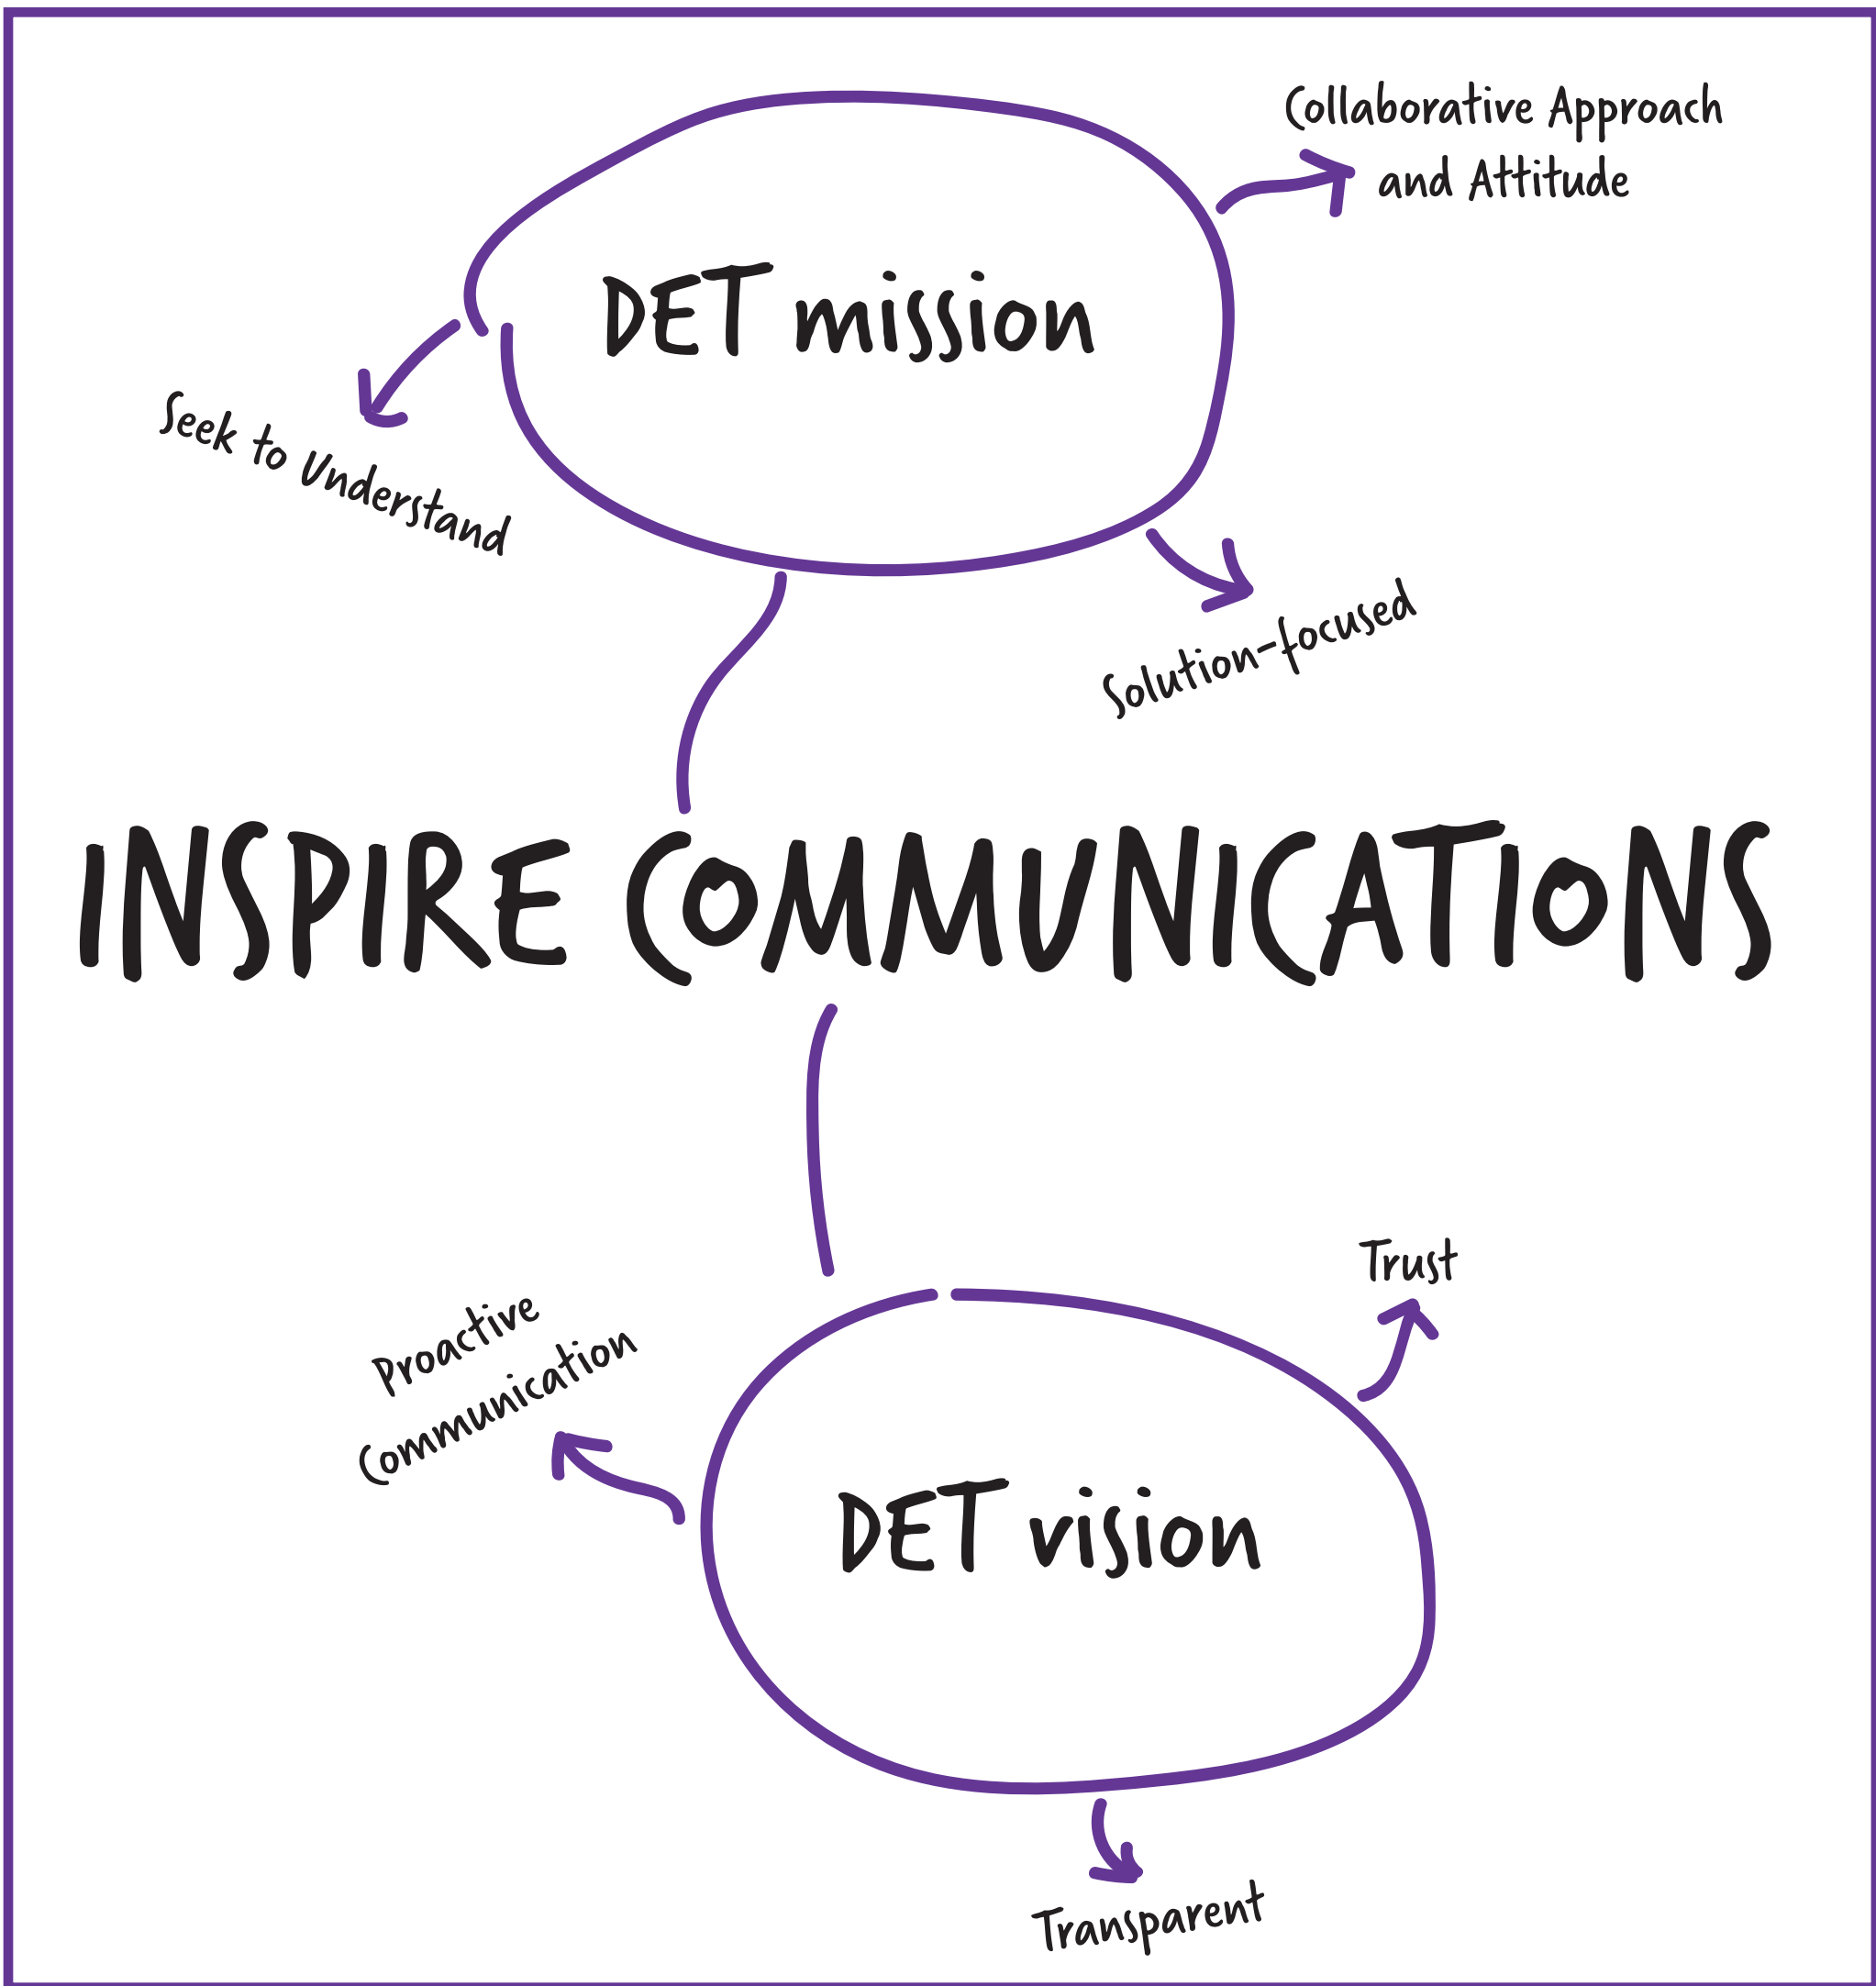 Collaborative Approach
and Attitude
DET mission
Seek to Understand
Solution-focused
INSPIRE COMMUNICATIONS
Trust
Proactive
Communication
DET vision
Transparent